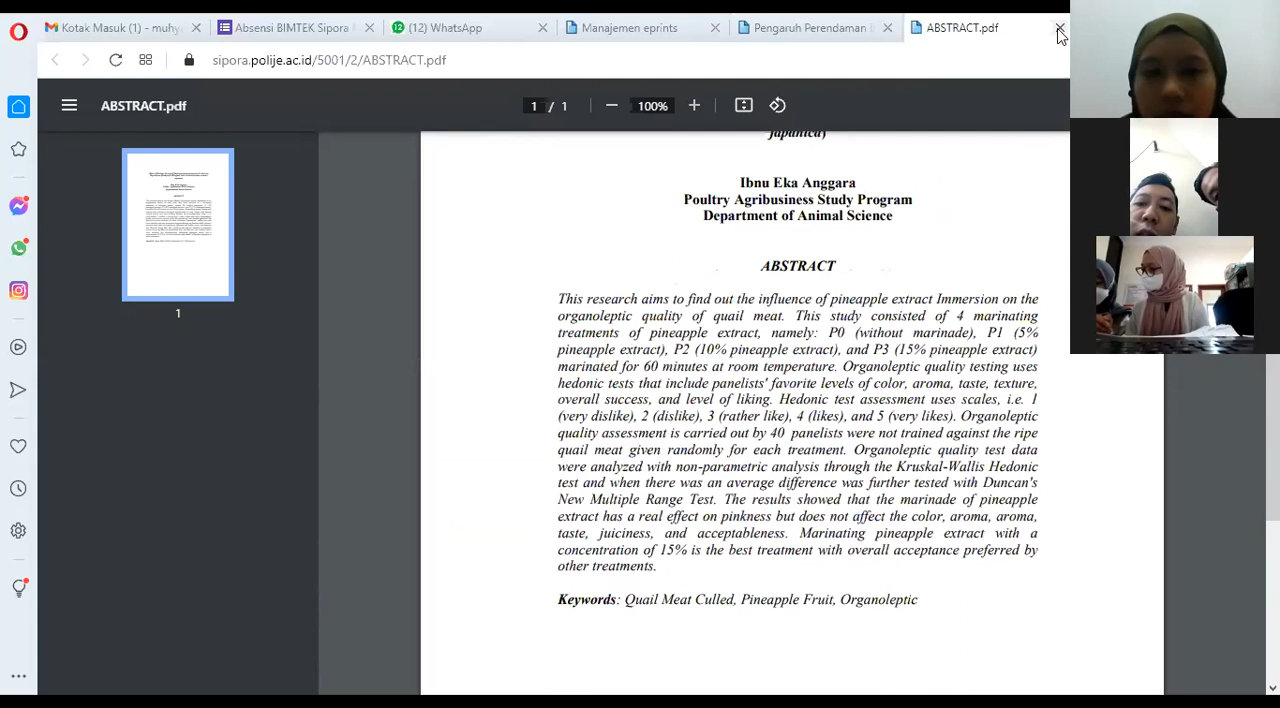 Kotak Masuk (1) - muhy
Absensi BIMTEK Sipora
(12) WhatsApp
Manajemen eprints
Pengaruh Perendaman
ABSTRACT.pdf
sipora.polije.ac.id/5001/2/ABSTRACT.pdf
ABSTRACT.pdf
1 / 1
100%
japanica)
Ibnu Eka Anggara
Poultry Agribusiness Study Program
Department of Animal Science
ABSTRACT
This research aims to find out the influence of pineapple extract Immersion on the
organoleptic quality of quail meat. This study consisted of 4 marinating
treatments of pineapple extract, namely: P0 (without marinade), P1 (5%
pineapple extract), P2 (10% pineapple extract), and P3 (15% pineapple extract)
marinated for 60 minutes at room temperature. Organoleptic quality testing uses
hedonic tests that include panelists' favorite levels of color, aroma, taste, texture,
overall success, and level of liking. Hedonic test assessment uses scales, i.e. 1
(very dislike), 2 (dislike), 3 (rather like), 4 (likes), and 5 (very likes). Organoleptic
quality assessment is carried out by 40 panelists were not trained against the ripe
quail meat given randomly for each treatment. Organoleptic quality test data
were analyzed with non-parametric analysis through the Kruskal-Wallis Hedonic
test and when there was an average difference was further tested with Duncan's
New Multiple Range Test. The results showed that the marinade of pineapple
extract has a real effect on pinkness but does not affect the color, aroma, aroma,
taste, juiciness, and acceptableness. Marinating pineapple extract with a
concentration of 15% is the best treatment with overall acceptance preferred by
other treatments.
Keywords: Quail Meat Culled, Pineapple Fruit, Organoleptic
1